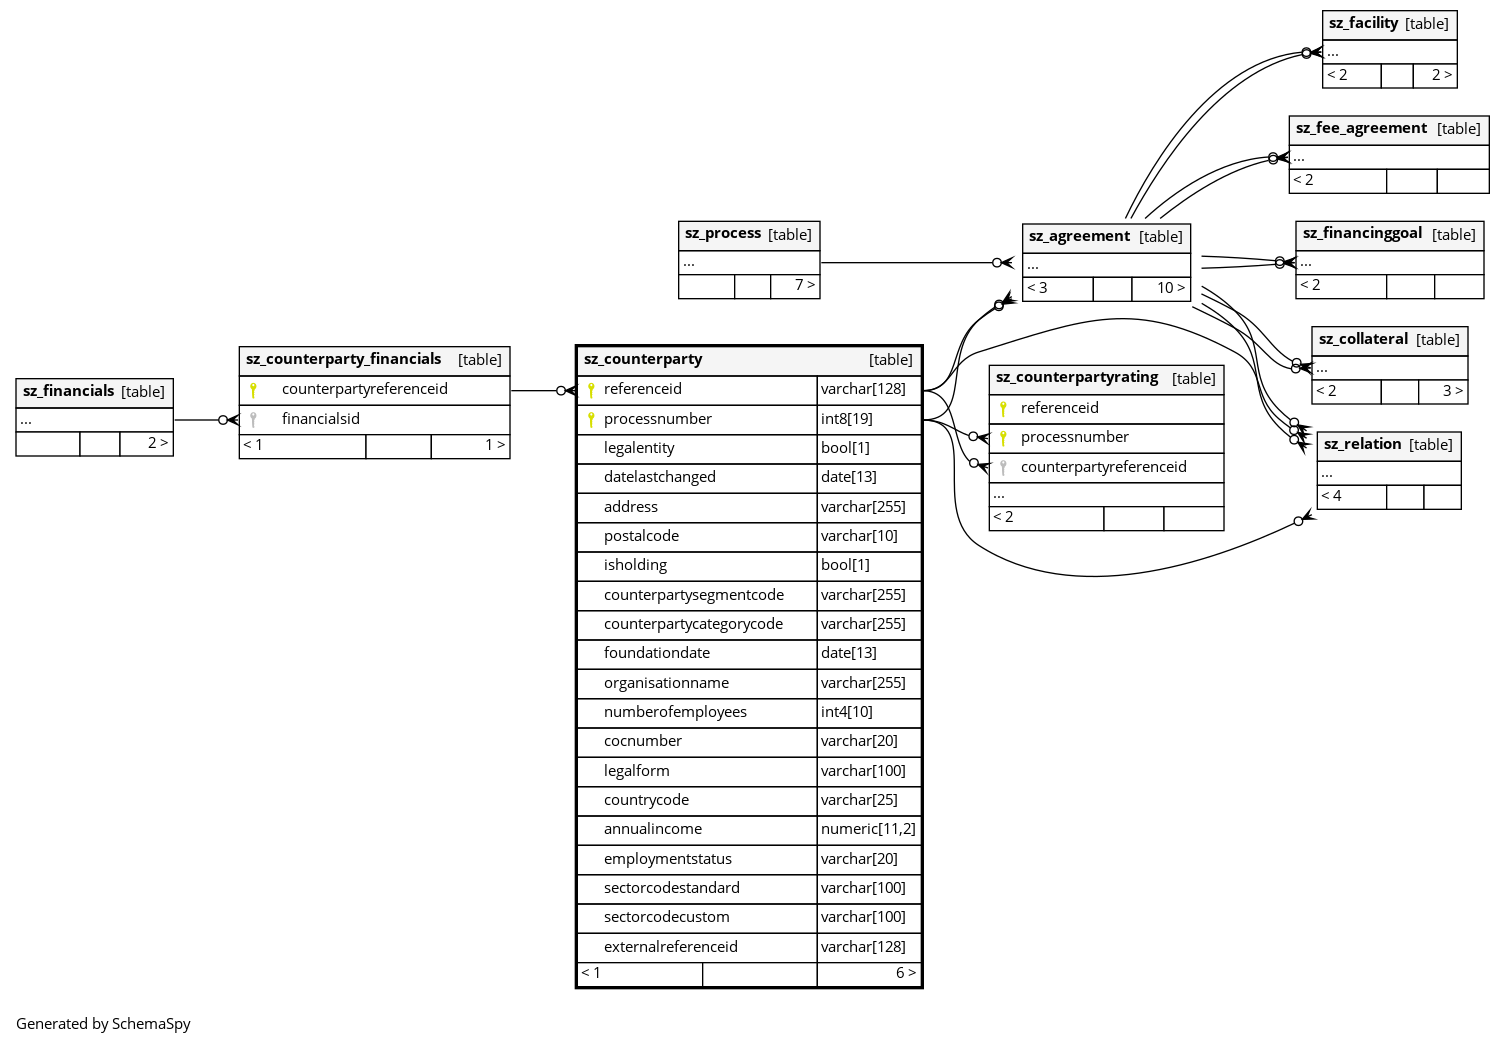 sz_facility [table]
...
< 2 2 >
sz_fee_agreement [table]
...
< 2
sz_process [table]
...
7 >
sz_agreement [table]
...
< 3 10 >
sz_financinggoal [table]
...
< 2
sz_collateral [table]
...
< 2 3 >
sz_relation [table]
...
< 4
sz_financials [table]
...
2 >
sz_counterparty_financials [table]
counterpartyreferenceid
financialsid
< 1 1 >
sz_counterparty [table]
referenceid varchar[128]
processnumber int8[19]
legalentity bool[1]
datelastchanged date[13]
address varchar[255]
postalcode varchar[10]
isholding bool[1]
counterpartysegmentcode varchar[255]
counterpartycategorycode varchar[255]
foundationdate date[13]
organisationname varchar[255]
numberofemployees int4[10]
cocnumber varchar[20]
legalform varchar[100]
countrycode varchar[25]
annualincome numeric[11,2]
employmentstatus varchar[20]
sectorcodestandard varchar[100]
sectorcodecustom varchar[100]
externalreferenceid varchar[128]
< 1 6 >
sz_counterpartyrating [table]
referenceid
processnumber
counterpartyreferenceid
...
< 2
Generated by SchemaSpy